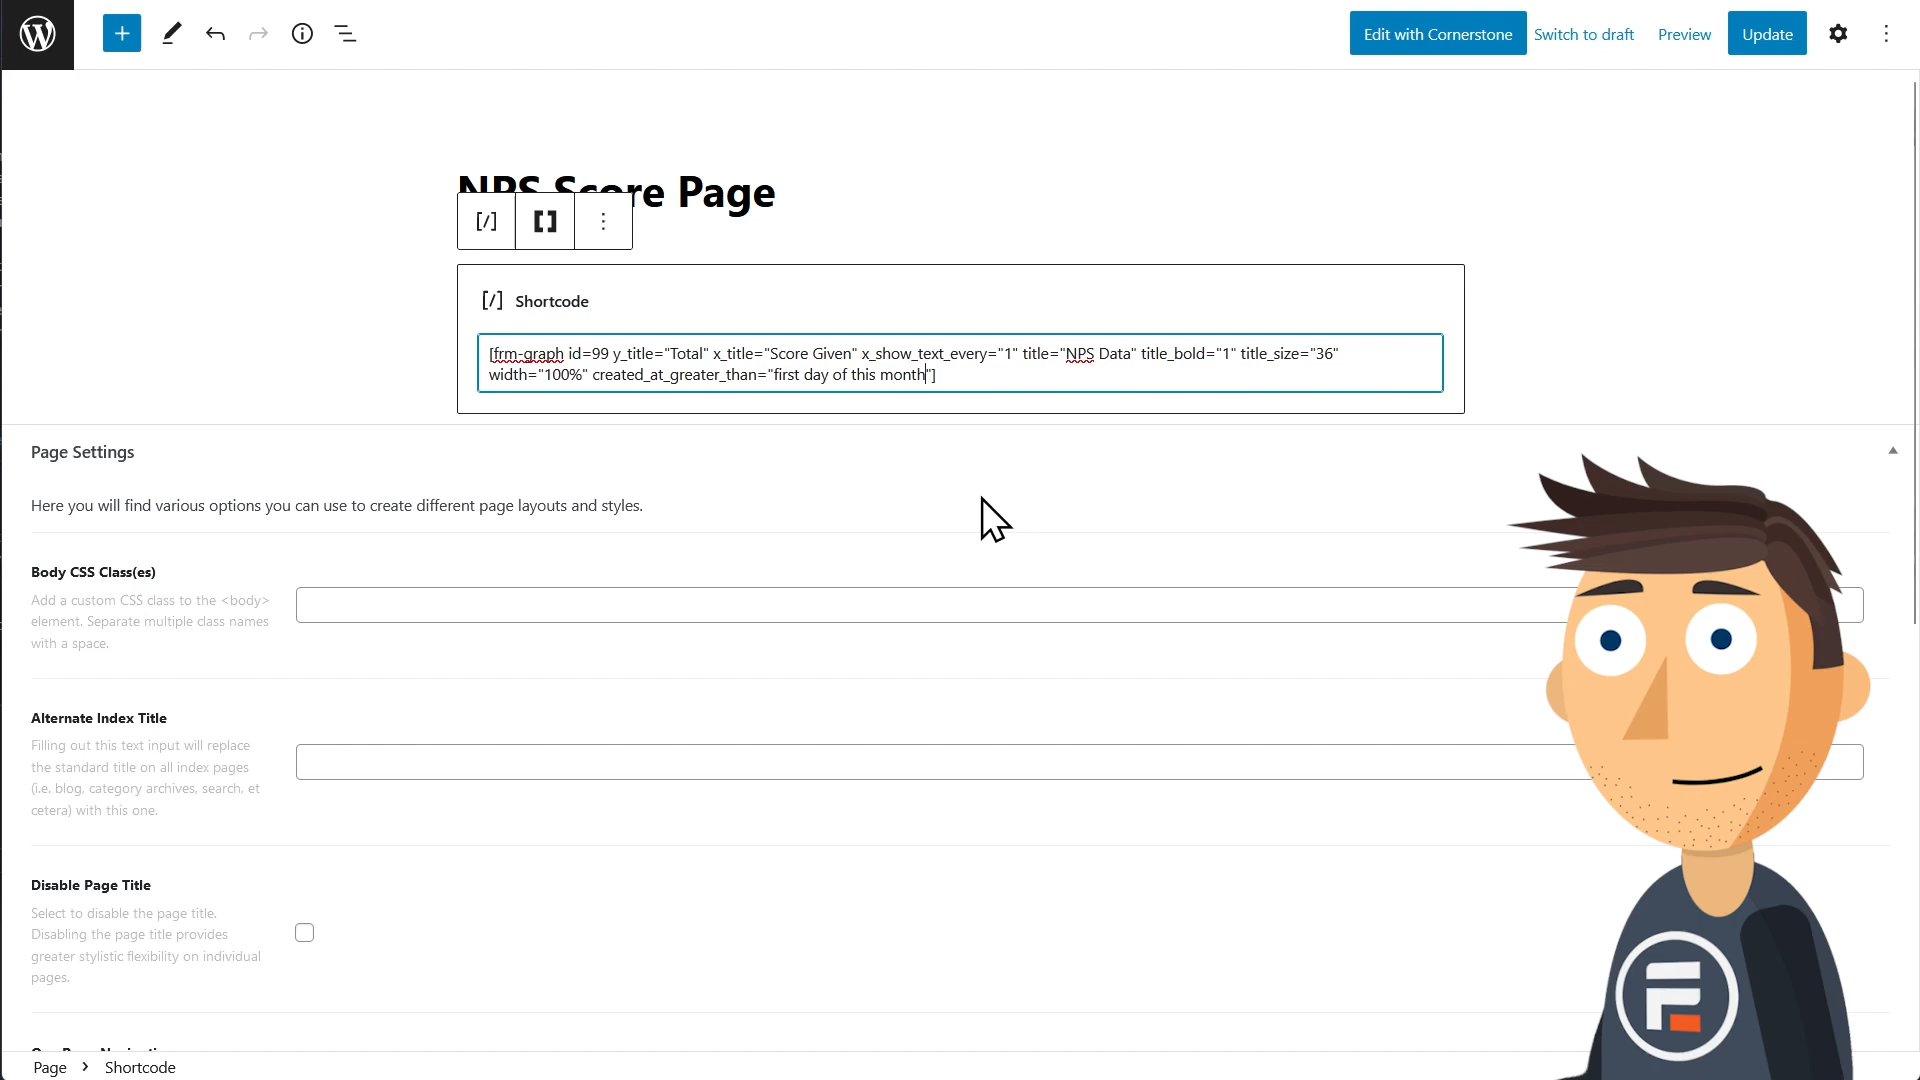 Edit with Cornerstone Switch to draft Preview Update
NPS Score Page
[/] Shortcode
[frm-graph id=99 y_title="Total" x_title="Score Given" x_show_text_every="1" title="NPS Data" title_bold="1" title_size="36"
width="100%" created_at_greater_than="first day of this month"]
Page Settings
Here you will find various options you can use to create different page layouts and styles.
Body CSS Class(es)
Add a custom CSS class to the <body>
element. Separate multiple class names
with a space.
Alternate Index Title
Filling out this text input will replace
the standard title on all index pages
(i.e. blog, category archives, search, et
cetera) with this one.
Disable Page Title
Select to disable the page title.
Disabling the page title provides
greater stylistic flexibility on individual
pages.
Page > Shortcode